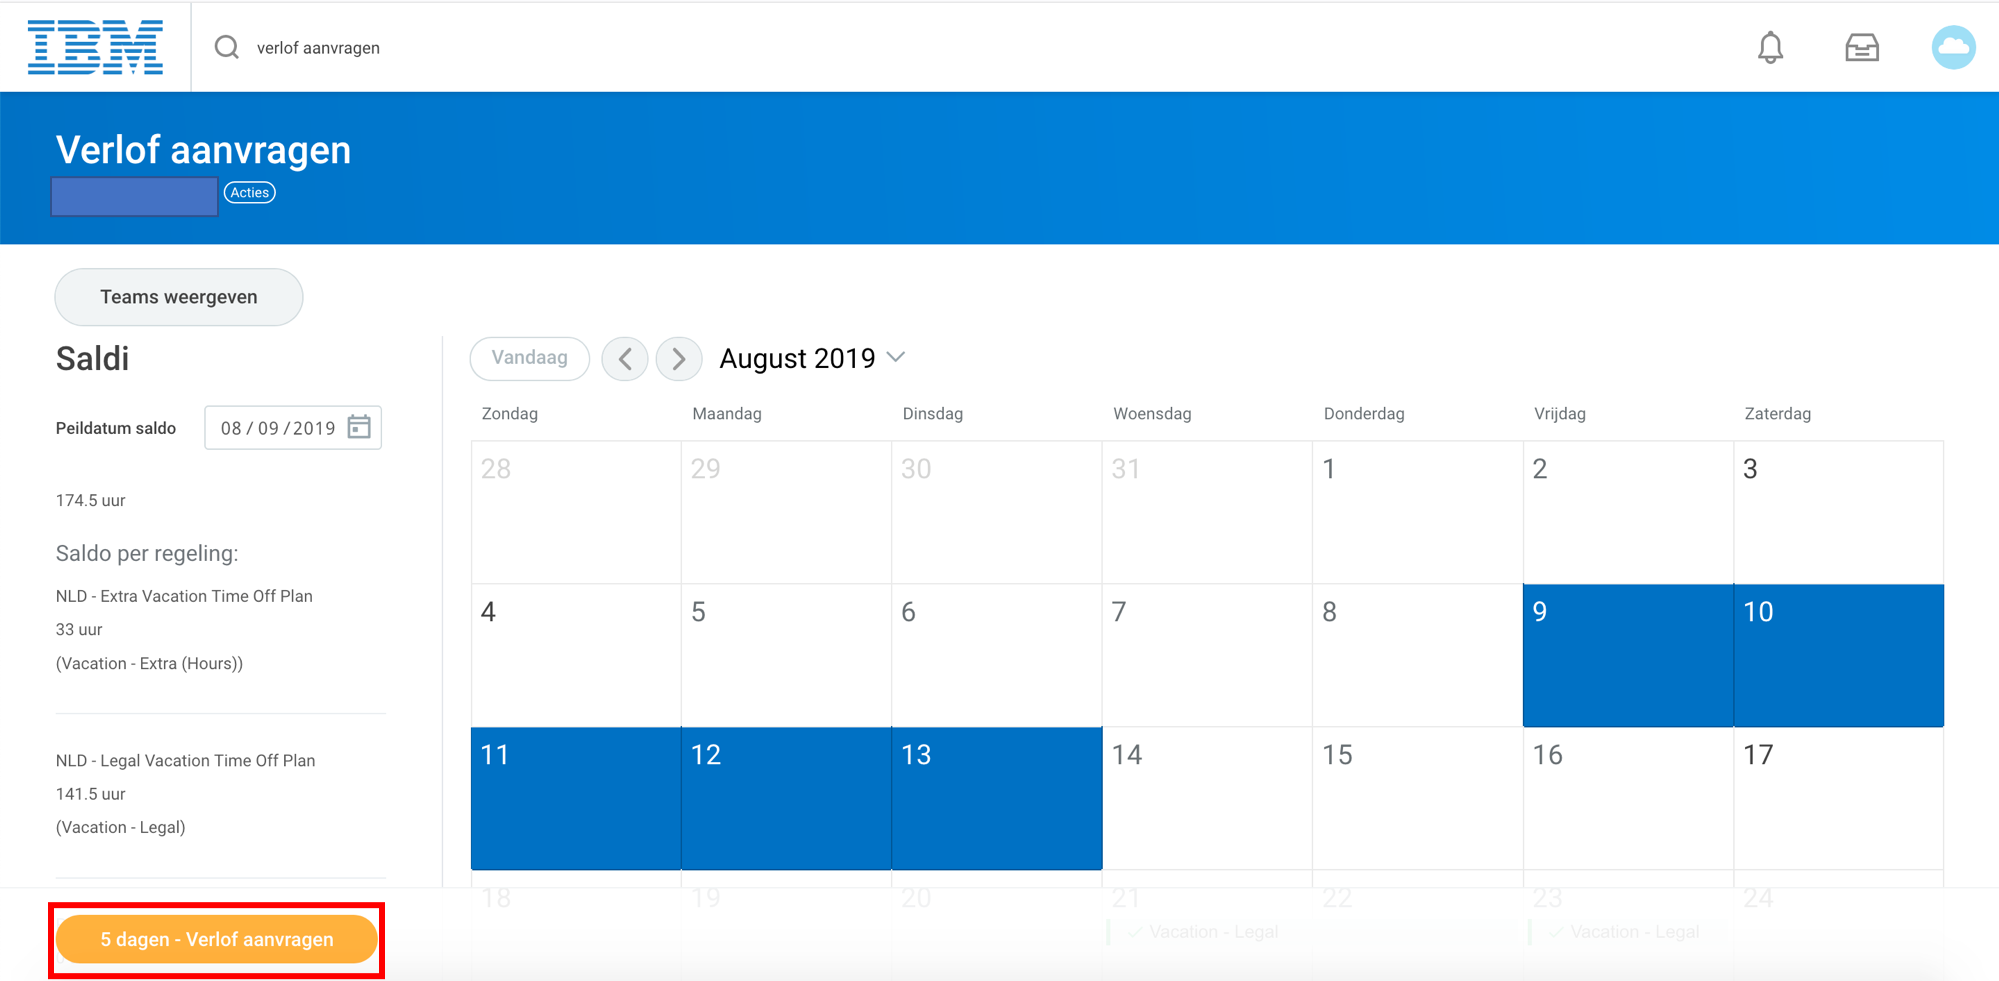 IBM
verlof aanvragen
Verlof aanvragen
Acties
Teams weergeven
Saldi
Peildatum saldo 08 / 09 / 2019
174.5 uur
Saldo per regeling:
NLD - Extra Vacation Time Off Plan
33 uur
(Vacation - Extra (Hours))
NLD - Legal Vacation Time Off Plan
141.5 uur
(Vacation - Legal)
5 dagen - Verlof aanvragen
Vandaag August 2019
Zondag Maandag Dinsdag Woensdag Donderdag Vrijdag Zaterdag
28 29 30 31 1 2 3
4 5 6 7 8 9 10
11 12 13 14 15 16 17
18 19 20 21 22 23 24
Vacation - Legal Vacation - Legal